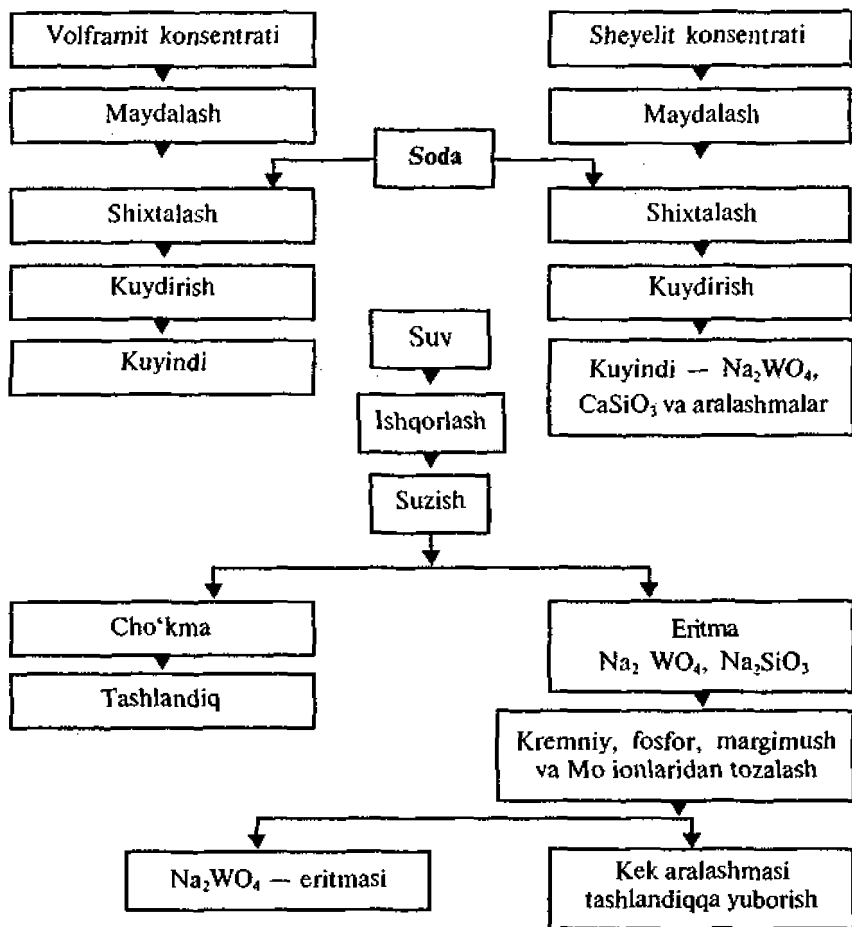 Volframit konsentrati
Sheyelit konsentrati
Maydalash
Maydalash
Soda
Shixtalash
Shixtalash
Kuydirish
Kuydirish
Suv
Kuyindi
Kuyindi — Na₂WO₄,
CaSiO₃ va aralashmalar
Ishqorlash
Suzish
Cho‘kma
Eritma
Na₂ WO₄, Na₂SiO₃
Tashlandiq
Kremniy, fosfor, margimush
va Mo ionlaridan tozalash
Na₂WO₄ — eritmasi
Kek aralashmasi
tashlandiqqa yuborish